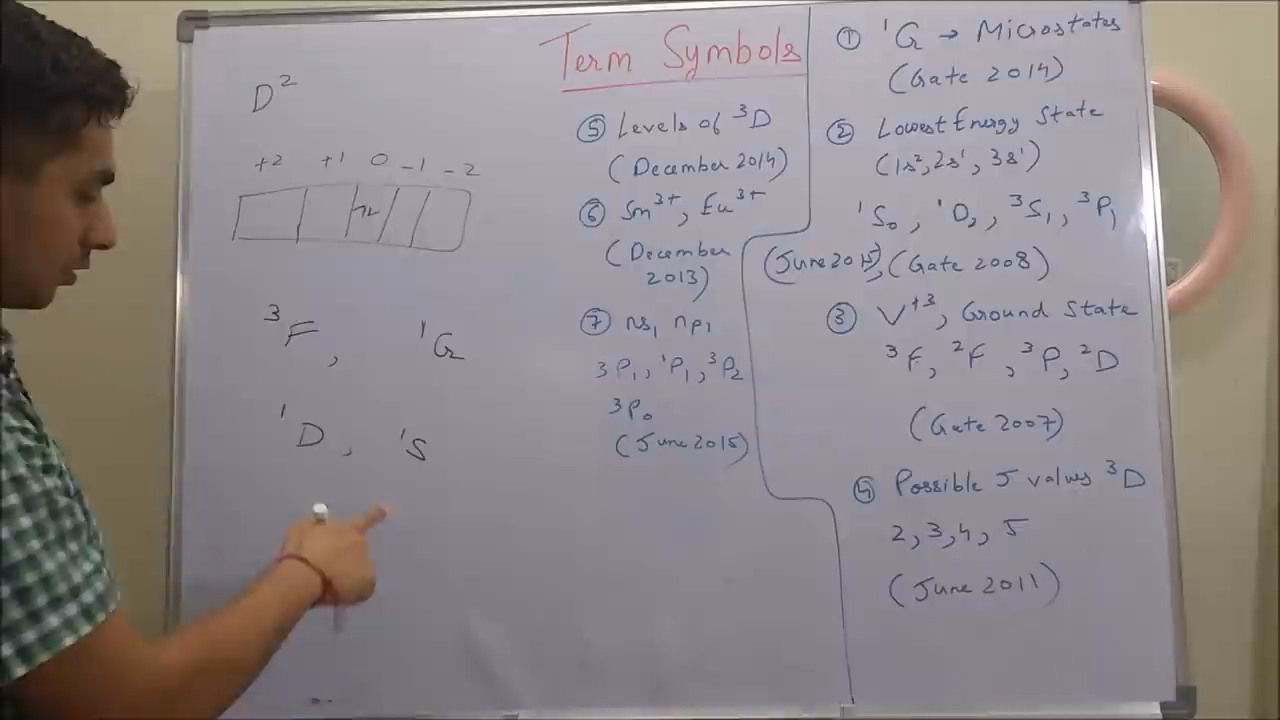 Term Symbols
D²
+2 +1 0 -1 -2
1L
³F, ¹G
¹D, ¹S
⑤ Levels of ³D
(December 2014)
⑥ Sm³⁺, Eu³⁺
(December
2013)
⑦ ns₁ np₁
³P₁, ¹P₁, ³P₂
³P₀
(June 2015)
① ¹G → Microstates
(Gate 2014)
② Lowest Energy State
(1s², 2s¹, 3s¹)
¹S₀, ¹D₂, ³S₁, ³P₁
(June 2015), (Gate 2008)
③ V⁺³, Ground State
³F, ²F, ³P, ²D
(Gate 2007)
④ Possible J values ³D
2, 3, 4, 5
(June 2011)